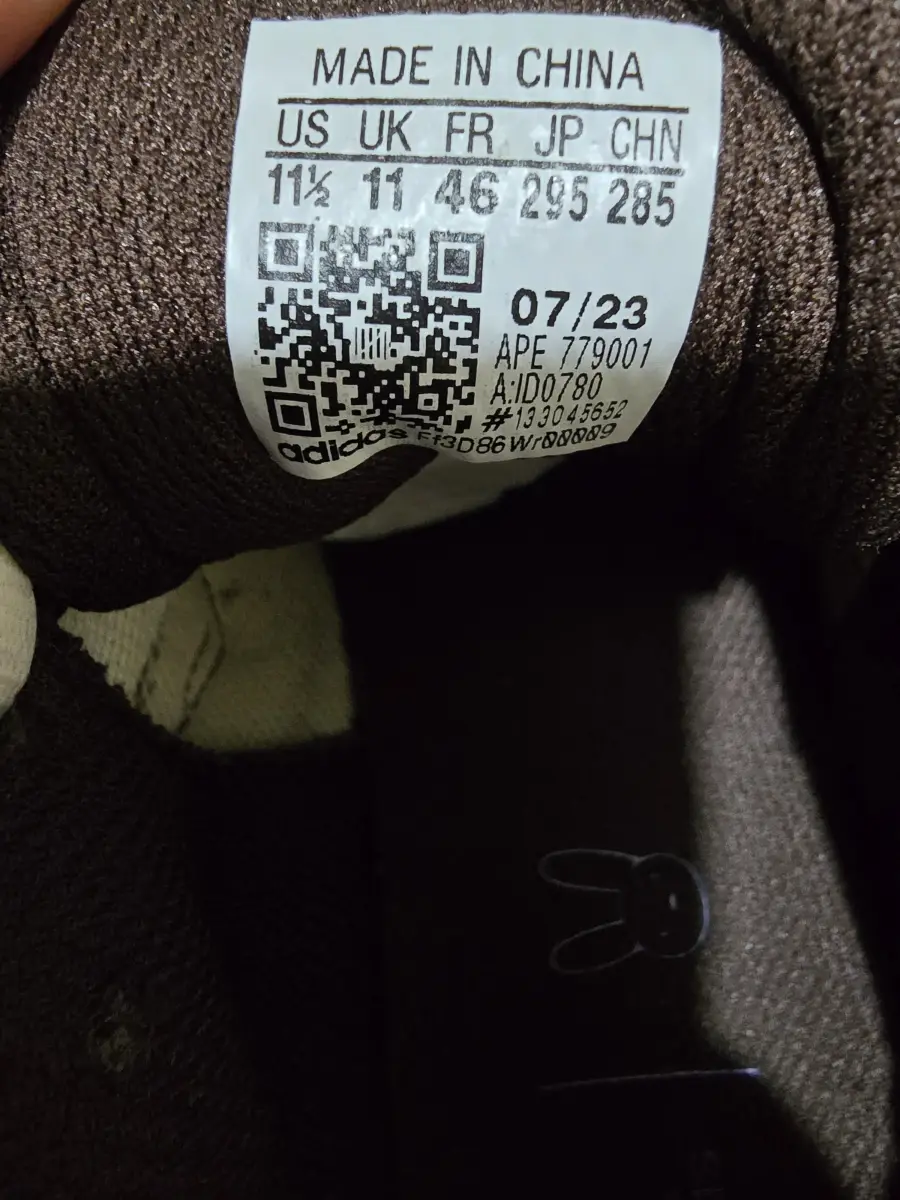 MADE IN CHINA
US UK FR JP CHN
11½ 11 46 295 285
07/23
APE 779001
A:ID0780
#133045652
adidas Ff3D86Wr00009